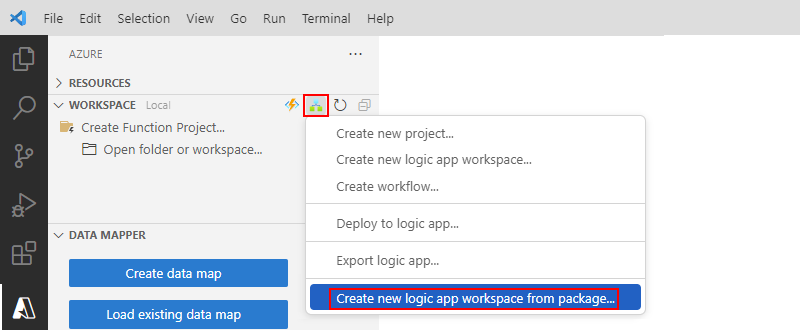 File Edit Selection View Go Run Terminal Help
AZURE
RESOURCES
WORKSPACE Local
Create Function Project...
Open folder or workspace...
Create new project...
Create new logic app workspace...
Create workflow...
Deploy to logic app...
Export logic app...
Create new logic app workspace from package...
DATA MAPPER
Create data map
Load existing data map